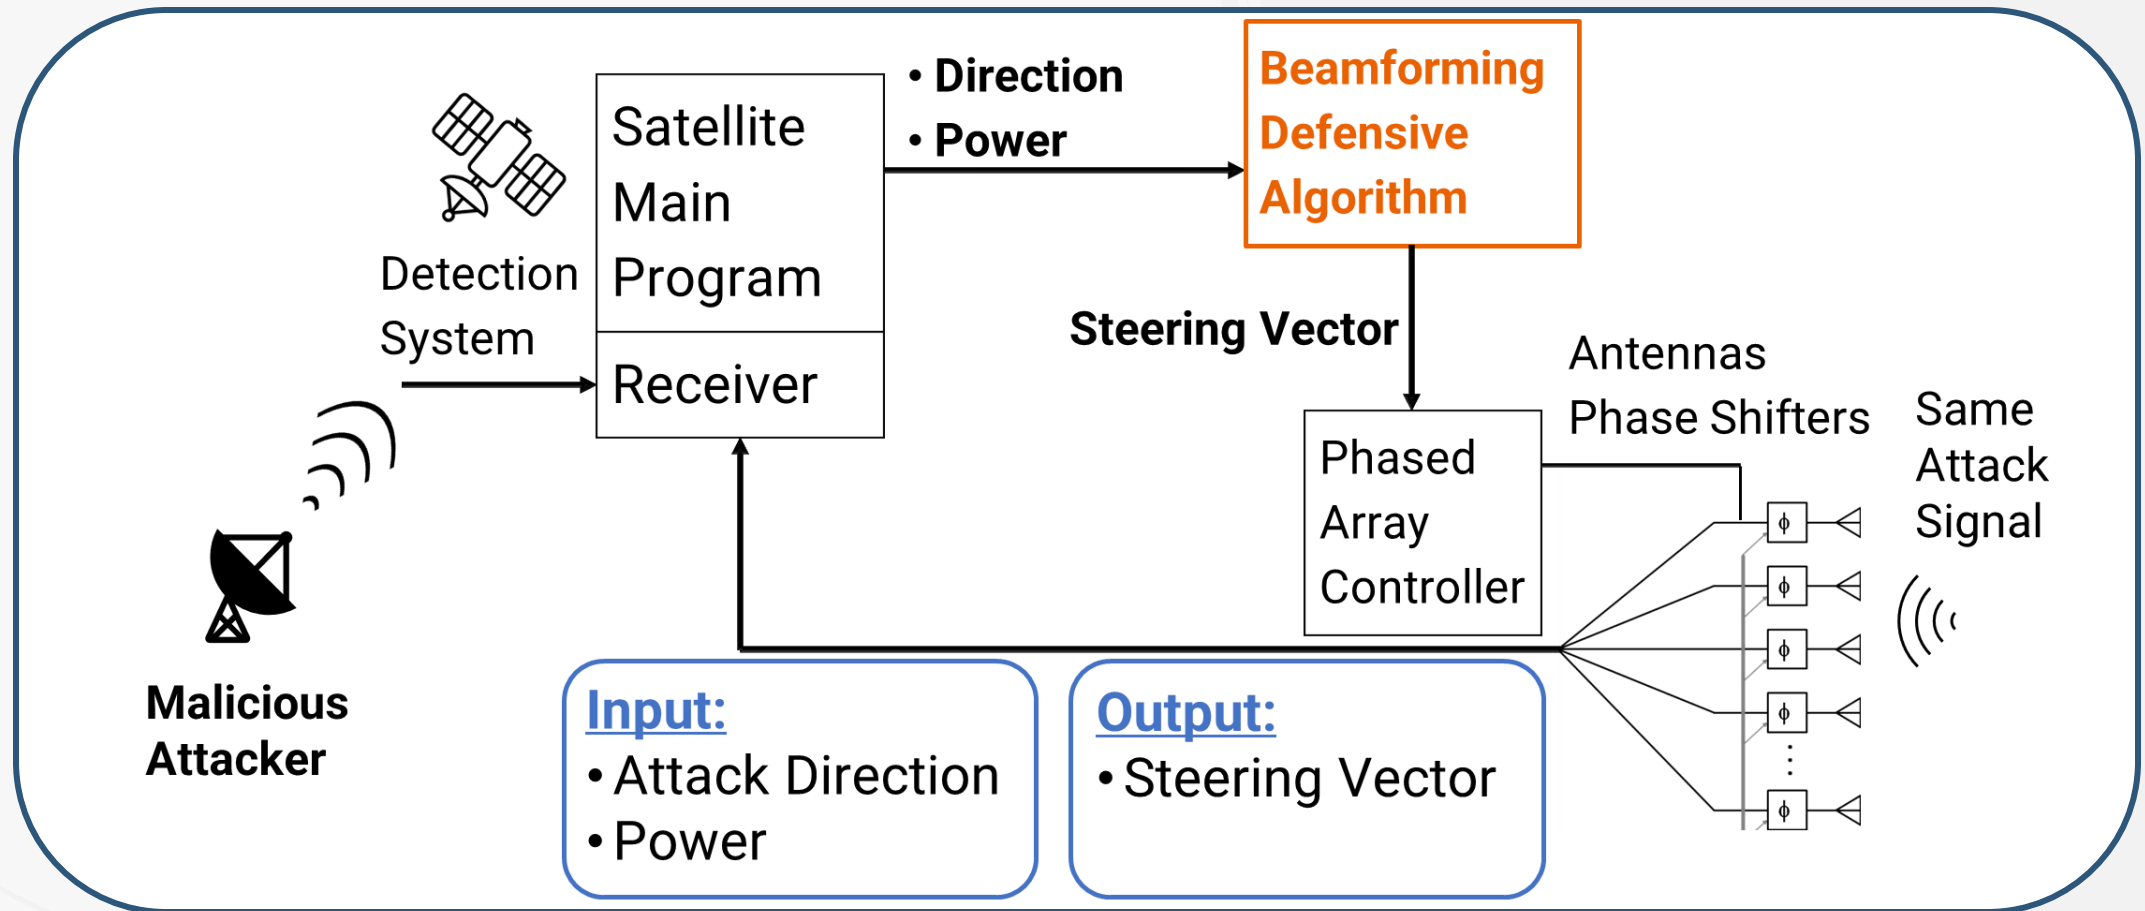 Satellite
Main
Program
Receiver
• Direction
• Power
Beamforming
Defensive
Algorithm
Detection
System
Steering Vector
Antennas
Phase Shifters
Same
Attack
Signal
Phased
Array
Controller
ϕ
ϕ
ϕ
ϕ
ϕ
Malicious
Attacker
Input:
• Attack Direction
• Power
Output:
• Steering Vector